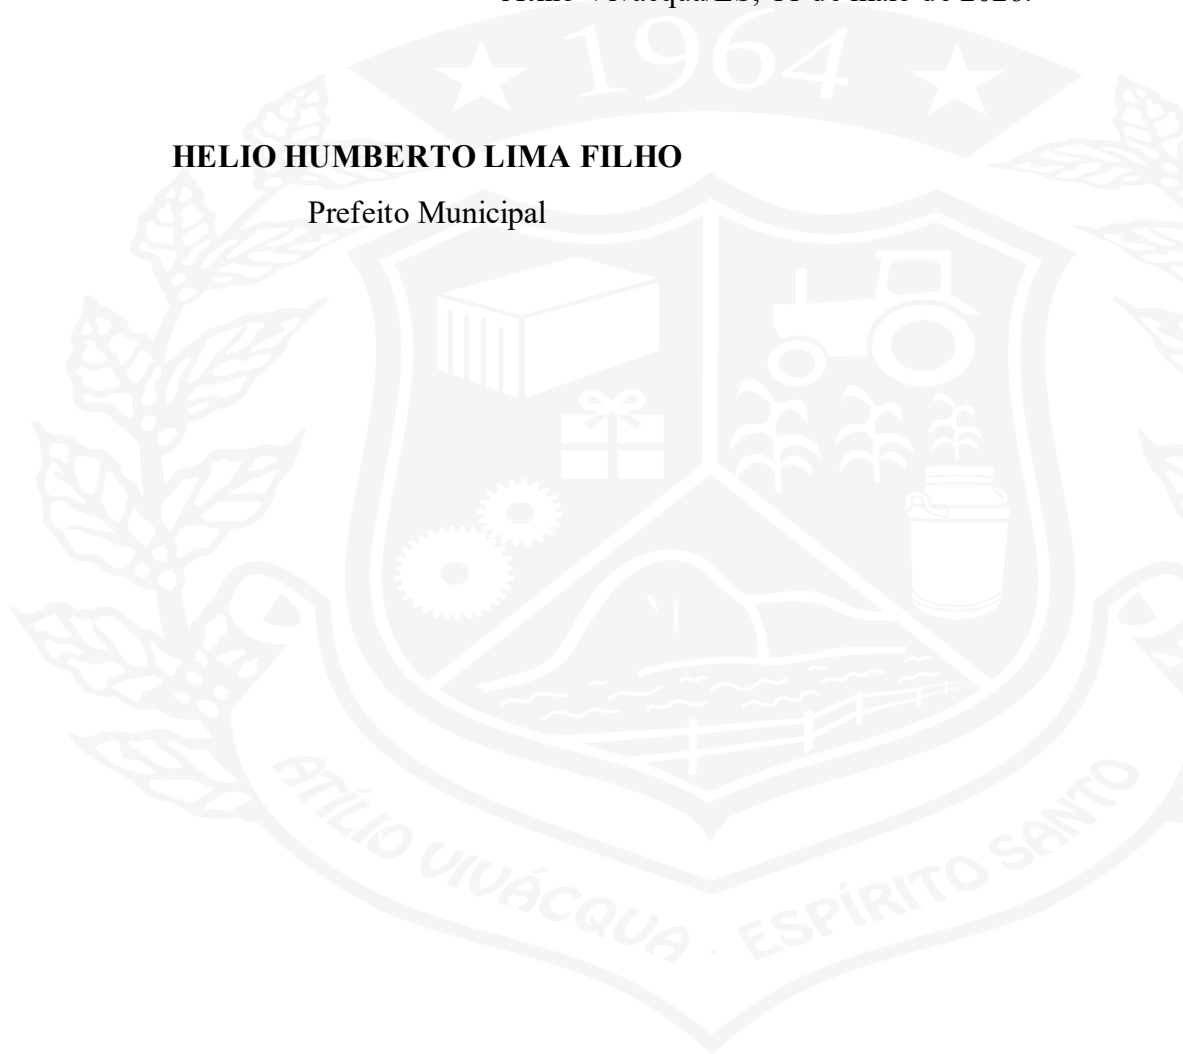 1964
HELIO HUMBERTO LIMA FILHO
Prefeito Municipal
ATÍLIO VIVÁCQUA · ESPÍRITO SANTO